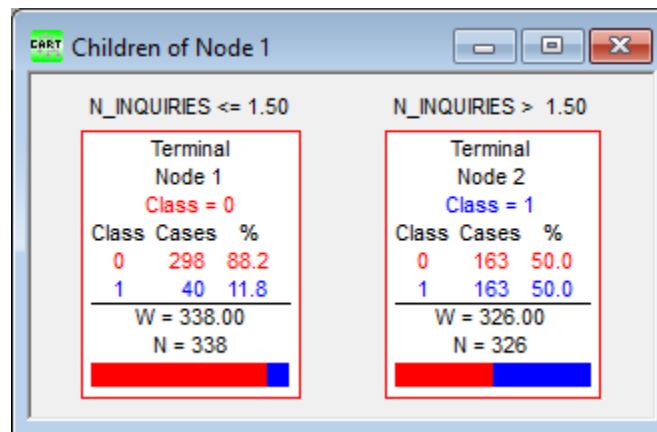 CART Children of Node 1
N_INQUIRIES <= 1.50
Terminal
Node 1
Class = 0
Class Cases %
0 298 88.2
1 40 11.8
W = 338.00
N = 338
N_INQUIRIES > 1.50
Terminal
Node 2
Class = 1
Class Cases %
0 163 50.0
1 163 50.0
W = 326.00
N = 326